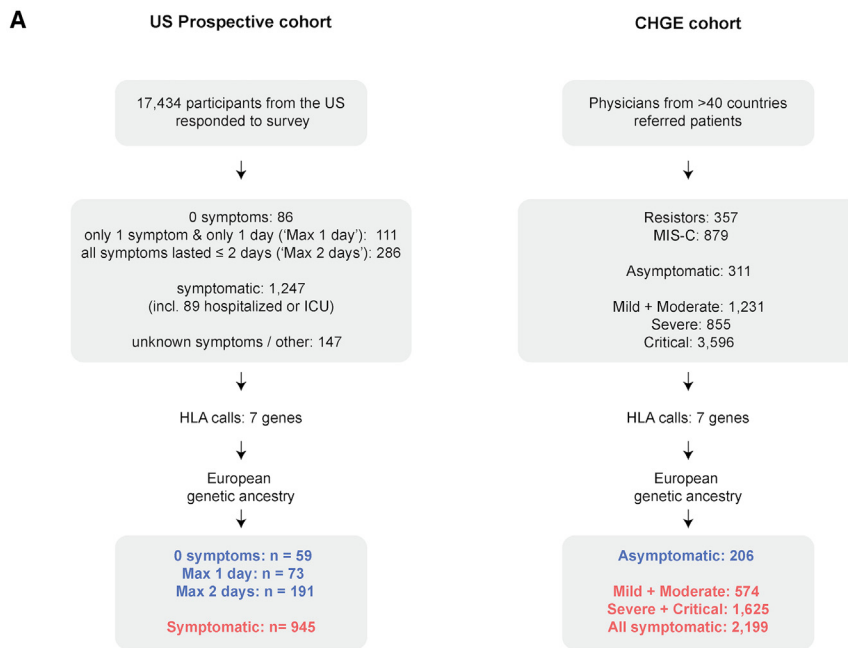 A
US Prospective cohort
17,434 participants from the US
responded to survey
0 symptoms: 86
only 1 symptom & only 1 day (‘Max 1 day’): 111
all symptoms lasted ≤ 2 days (‘Max 2 days’): 286
symptomatic: 1,247
(incl. 89 hospitalized or ICU)
unknown symptoms / other: 147
HLA calls: 7 genes
European
genetic ancestry
0 symptoms: n = 59
Max 1 day: n = 73
Max 2 days: n = 191
Symptomatic: n= 945
CHGE cohort
Physicians from >40 countries
referred patients
Resistors: 357
MIS-C: 879
Asymptomatic: 311
Mild + Moderate: 1,231
Severe: 855
Critical: 3,596
HLA calls: 7 genes
European
genetic ancestry
Asymptomatic: 206
Mild + Moderate: 574
Severe + Critical: 1,625
All symptomatic: 2,199